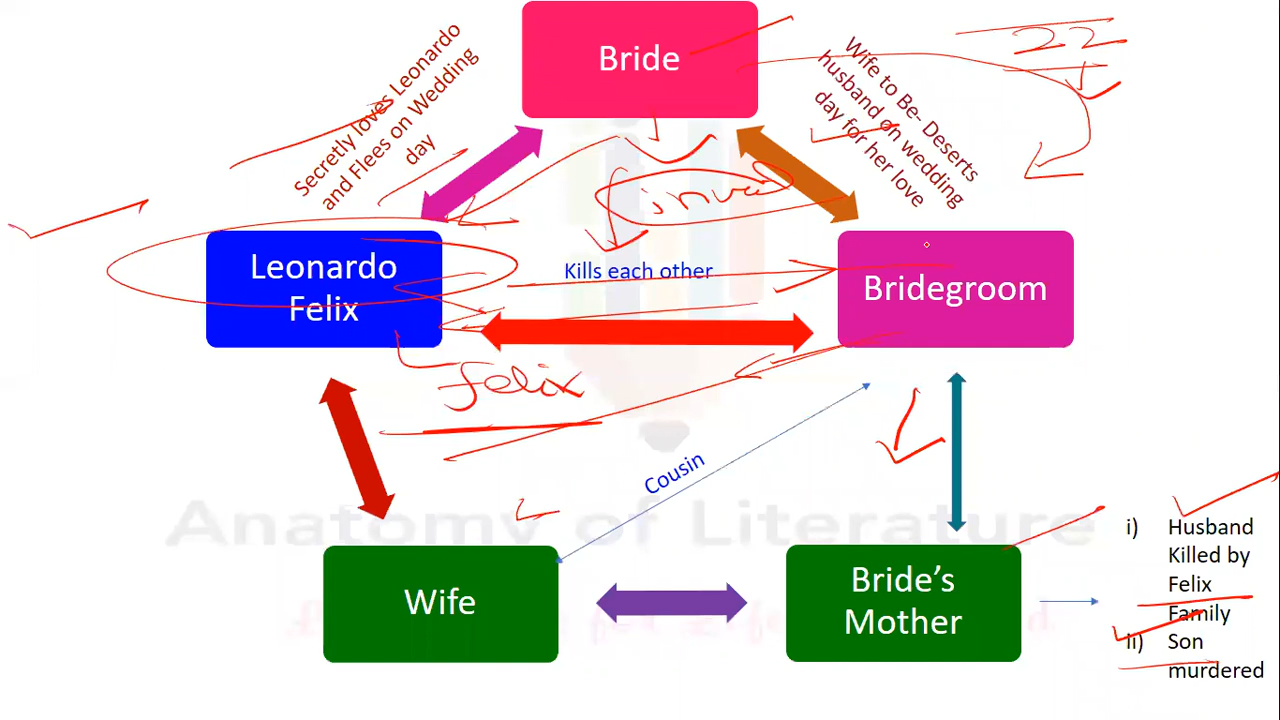 Bride
22
Secretly loves Leonardo
and Flees on Wedding
day
Wife to Be- Deserts
husband on wedding
day for her love
Leonardo
Felix
Kills each other
Bridegroom
felix
Cousin
Anatomy of Literature
Wife
Bride's
Mother
i) Husband
Killed by
Felix
Family
ii) Son
murdered